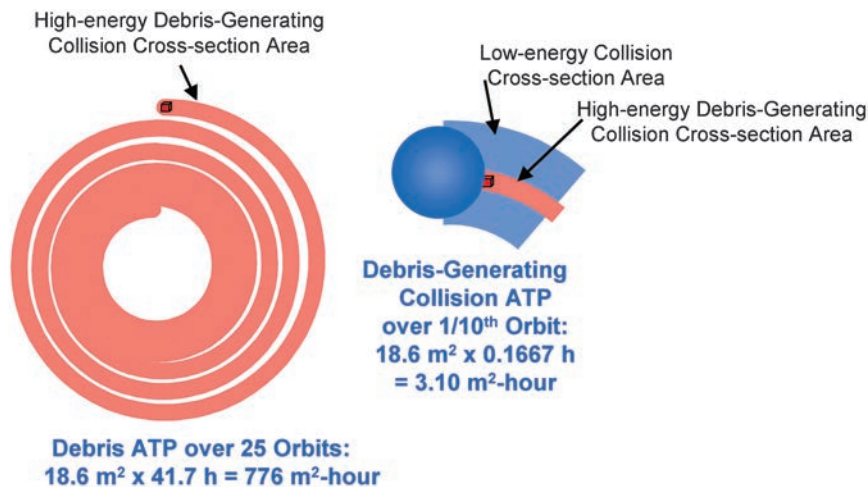 High-energy Debris-Generating
Collision Cross-section Area
Low-energy Collision
Cross-section Area
High-energy Debris-Generating
Collision Cross-section Area
Debris-Generating
Collision ATP
over 1/10th Orbit:
18.6 m² x 0.1667 h
= 3.10 m²-hour
Debris ATP over 25 Orbits:
18.6 m² x 41.7 h = 776 m²-hour